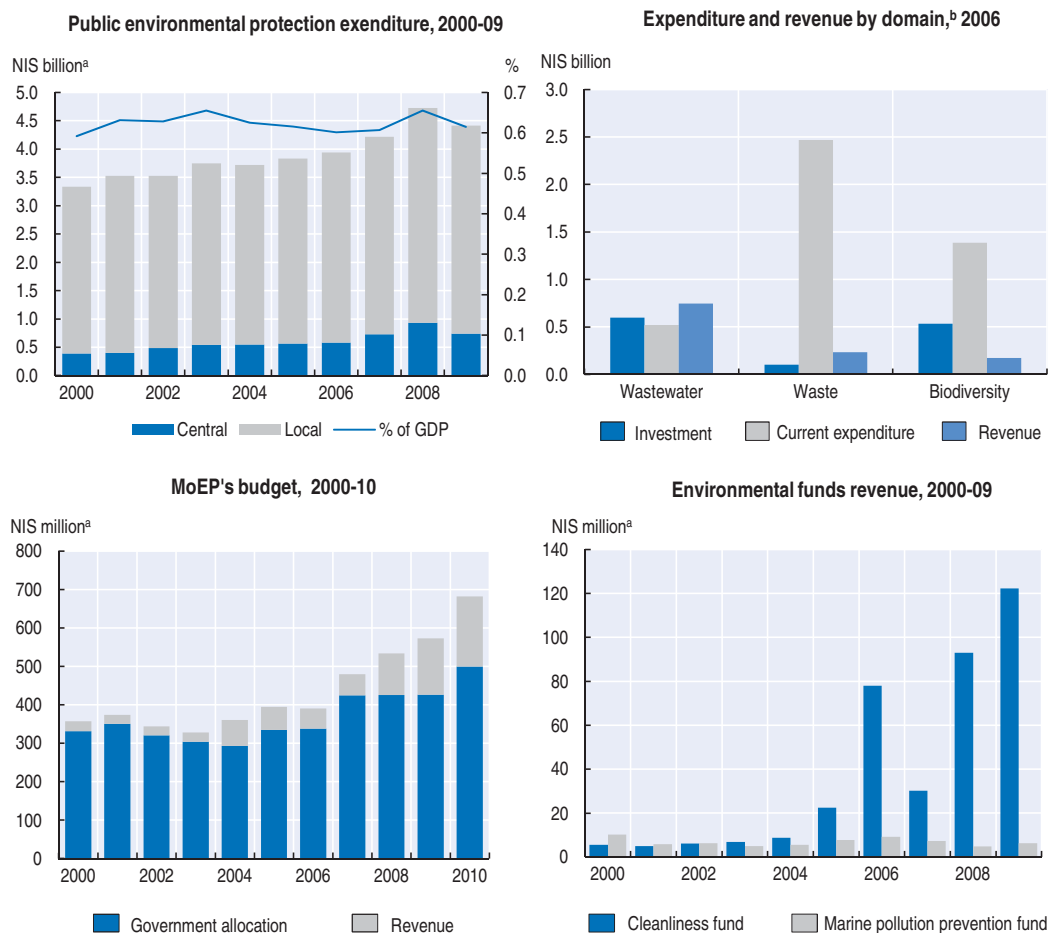 Public environmental protection expenditure, 2000-09
NIS billionᵃ %
5.0 0.7
4.5
4.0 0.6
3.5 0.5
3.0
2.5 0.4
2.0 0.3
1.5 0.2
1.0
0.5 0.1
0.0 0.0
2000 2002 2004 2006 2008
Central Local % of GDP
Expenditure and revenue by domain,ᵇ 2006
NIS billion
3.0
2.5
2.0
1.5
1.0
0.5
0.0
Wastewater Waste Biodiversity
Investment Current expenditure Revenue
MoEP's budget, 2000-10
NIS millionᵃ
800
700
600
500
400
300
200
100
0
2000 2002 2004 2006 2008 2010
Government allocation Revenue
Environmental funds revenue, 2000-09
NIS millionᵃ
140
120
100
80
60
40
20
0
2000 2002 2004 2006 2008
Cleanliness fund Marine pollution prevention fund